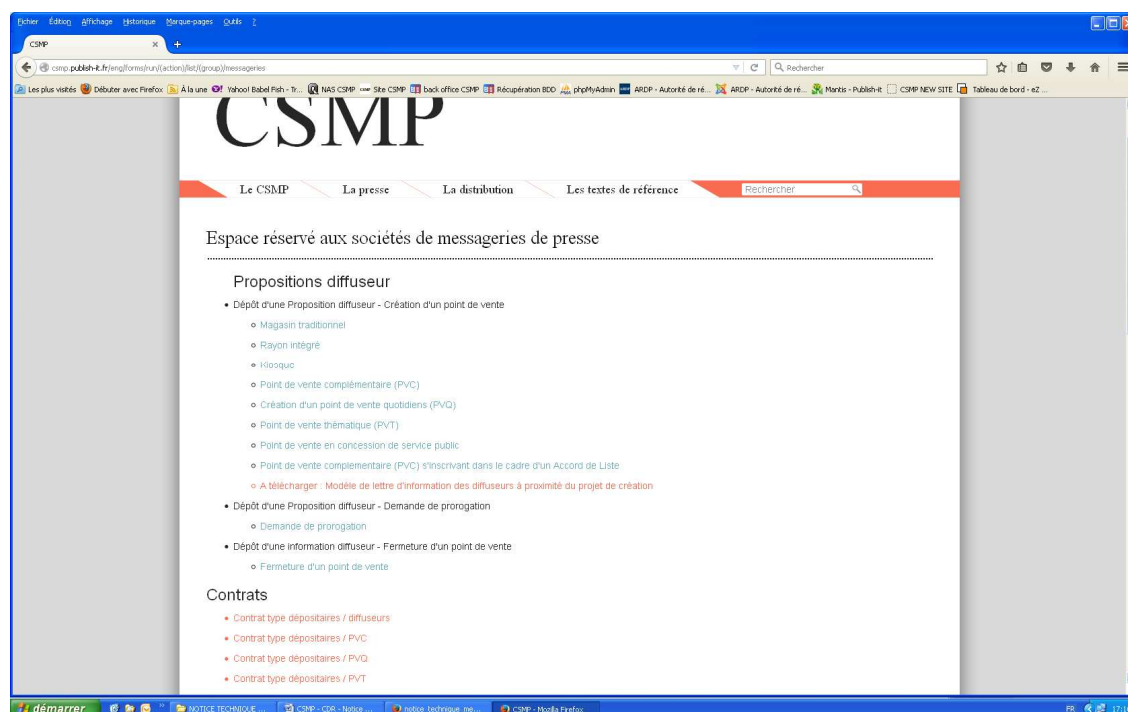 Fichier Édition Affichage Historique Marque-pages Outils ?
CSMP × +
csmp.publish-it.fr/eng/forms/run/(action)/list/(group)/messageries Rechercher
Les plus visités Débuter avec Firefox À la une Yahoo! Babel Fish - Tr... NAS CSMP Site CSMP back office CSMP Récupération BDD phpMyAdmin ARDP - Autorité de ré... ARDP - Autorité de ré... Mantis - Publish-it CSMP NEW SITE Tableau de bord - eZ ...
CSMP
Le CSMP La presse La distribution Les textes de référence Rechercher
Espace réservé aux sociétés de messageries de presse
Propositions diffuseur
Dépôt d'une Proposition diffuseur - Création d'un point de vente
Magasin traditionnel
Rayon intégré
Kiosque
Point de vente complémentaire (PVC)
Création d'un point de vente quotidiens (PVQ)
Point de vente thématique (PVT)
Point de vente en concession de service public
Point de vente complementaire (PVC) s'inscrivant dans le cadre d'un Accord de Liste
A télécharger : Modèle de lettre d'information des diffuseurs à proximité du projet de création
Dépôt d'une Proposition diffuseur - Demande de prorogation
Demande de prorogation
Dépôt d'une information diffuseur - Fermeture d'un point de vente
Fermeture d'un point de vente
Contrats
Contrat type dépositaires / diffuseurs
Contrat type dépositaires / PVC
Contrat type dépositaires / PVQ
Contrat type dépositaires / PVT
démarrer NOTICE TECHNIQUE ... CSMP - CDR - Notice ... notice_technique_me... CSMP - Mozilla Firefox FR